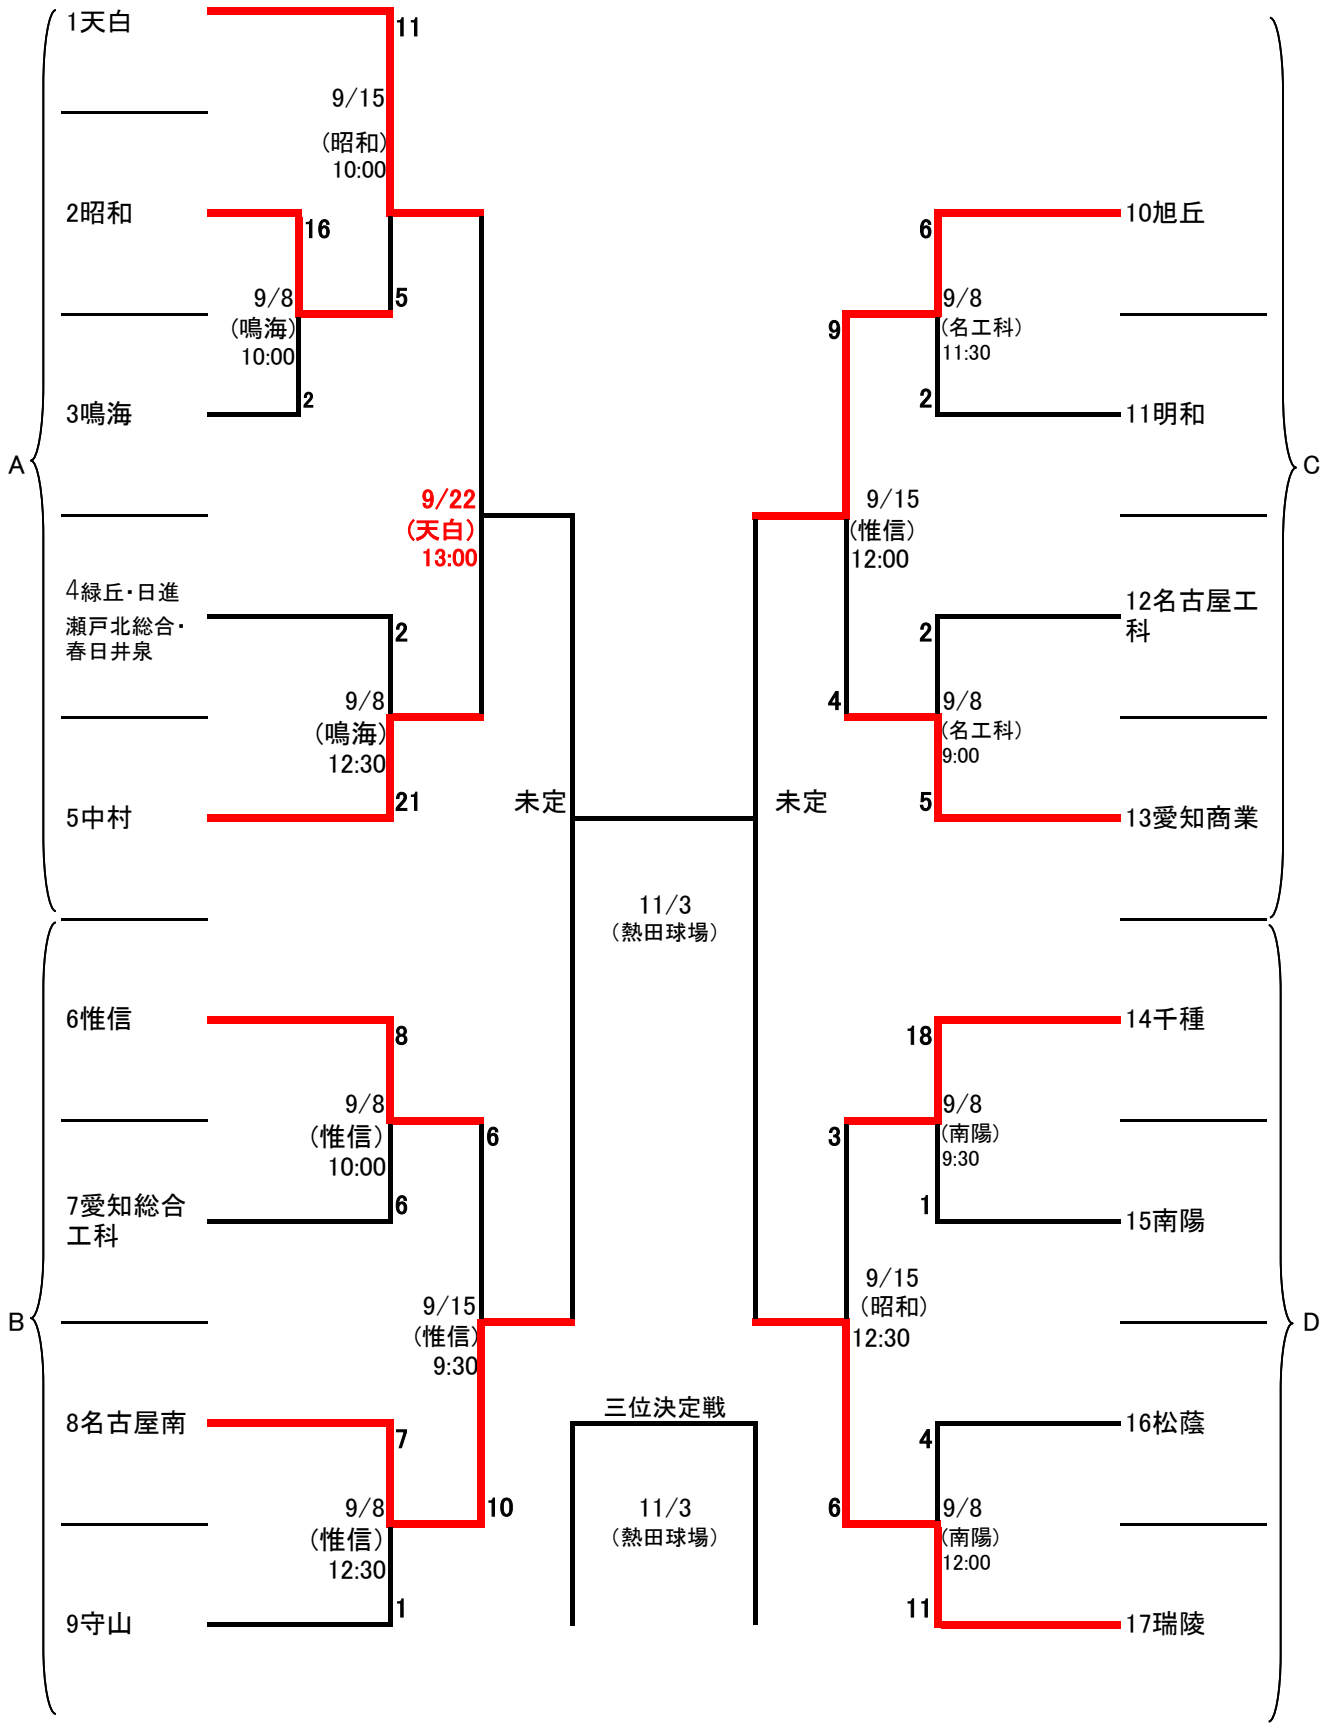 1天白
11
9/15
(昭和)
10:00
2昭和
16
5
9/8
(鳴海)
10:00
3鳴海
2
A
9/22
(天白)
13:00
4緑丘・日進
瀬戸北総合・
春日井泉
2
9/8
(鳴海)
12:30
5中村
21
未定
6惟信
8
9/8
(惟信)
10:00
6
7愛知総合
工科
6
B
9/15
(惟信)
9:30
8名古屋南
7
10
9/8
(惟信)
12:30
9守山
1
11/3
(熱田球場)
三位決定戦
11/3
(熱田球場)
10旭丘
6
9/8
(名工科)
11:30
9
11明和
2
C
9/15
(惟信)
12:00
12名古屋工
科
2
4
9/8
(名工科)
9:00
13愛知商業
5
未定
14千種
18
9/8
(南陽)
9:30
3
15南陽
1
D
9/15
(昭和)
12:30
16松蔭
4
6
9/8
(南陽)
12:00
17瑞陵
11